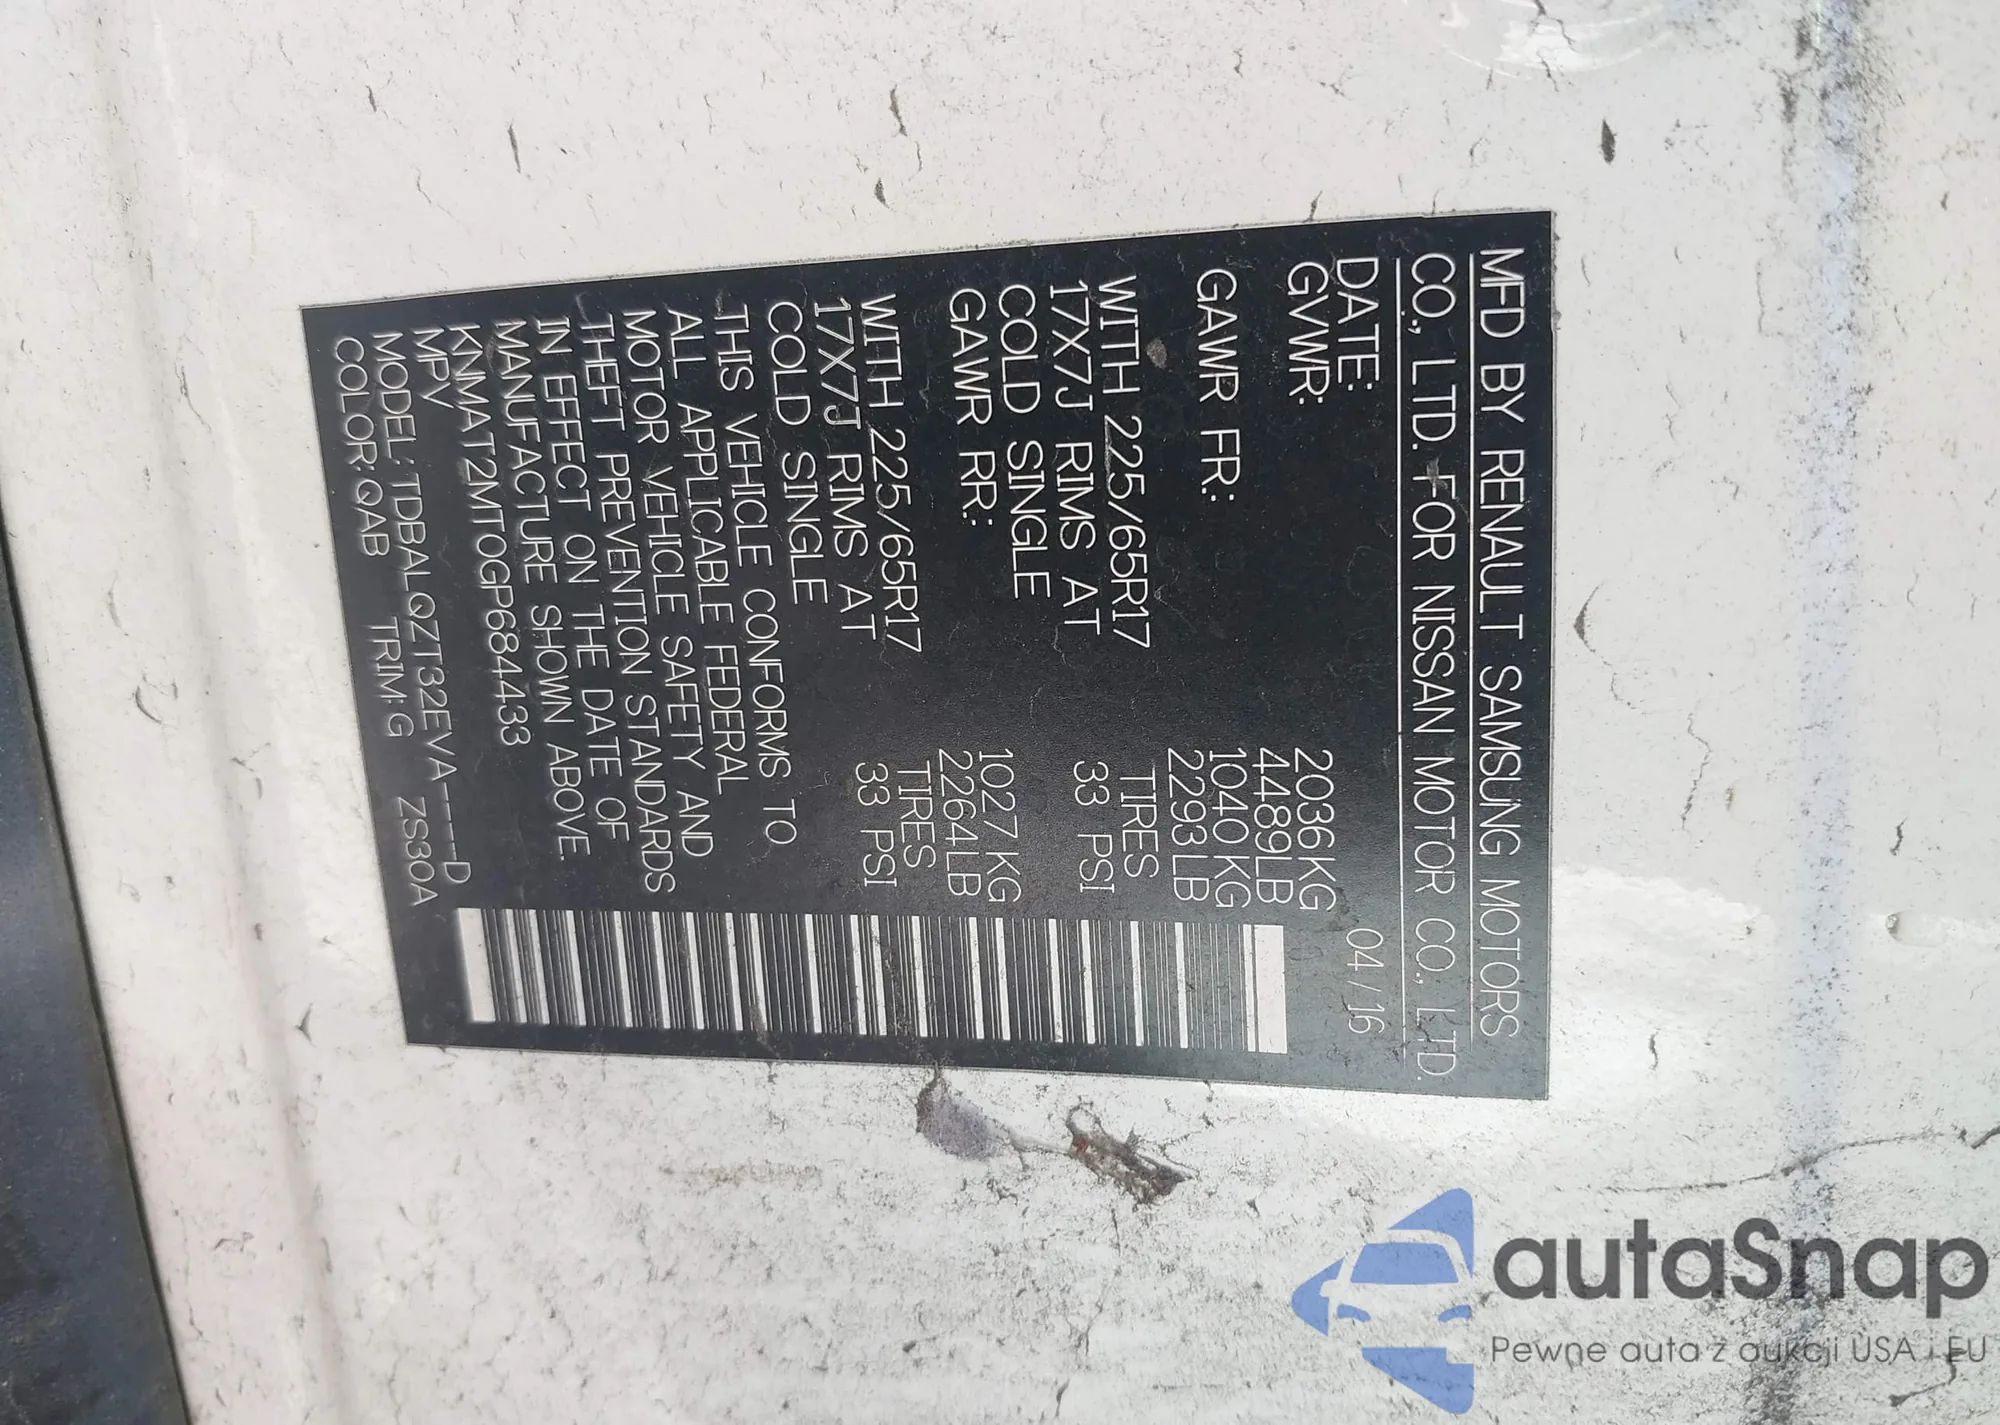 MFD BY RENAULT SAMSUNG MOTORS
CO., LTD. FOR NISSAN MOTOR CO., LTD.
DATE: 04/16
GVWR: 2036KG
4489LB
GAWR FR: 1040KG
2293LB
WITH 225/65R17 TIRES
17X7J RIMS AT 33 PSI
COLD SINGLE
GAWR RR: 1027KG
2264LB
WITH 225/65R17 TIRES
17X7J RIMS AT 33 PSI
COLD SINGLE
THIS VEHICLE CONFORMS TO
ALL APPLICABLE FEDERAL
MOTOR VEHICLE SAFETY AND
THEFT PREVENTION STANDARDS
IN EFFECT ON THE DATE OF
MANUFACTURE SHOWN ABOVE.
KNMAT2MT0GP684433
MPV
MODEL:TDBALQZT32EVA----D
COLOR:QAB TRIM:G ZS30A
autaSnap
Pewne auta z aukcji USA i EU